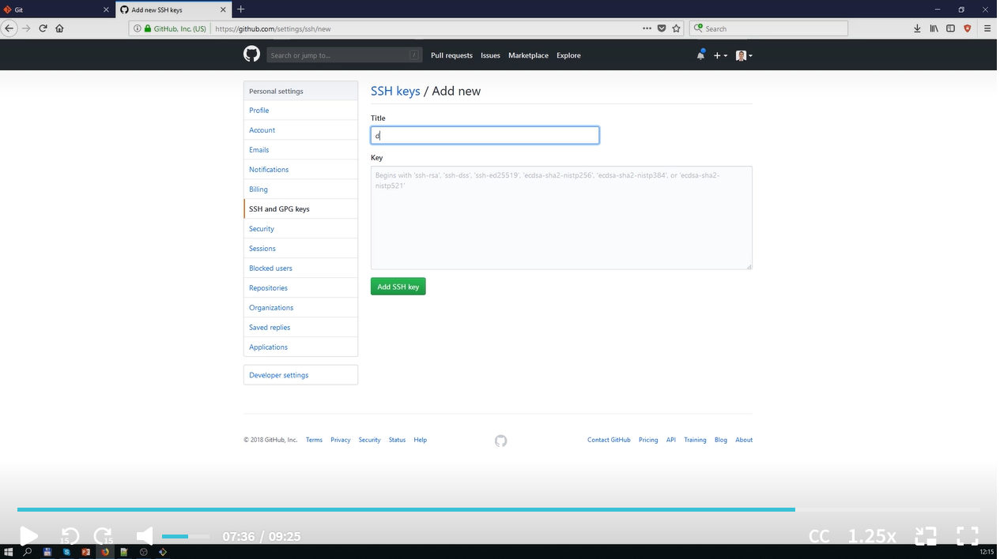 Git
Add new SSH keys
GitHub, Inc. (US)
https://github.com/settings/ssh/new
Search
Search or jump to...
/
Pull requests
Issues
Marketplace
Explore
Personal settings
Profile
Account
Emails
Notifications
Billing
SSH and GPG keys
Security
Sessions
Blocked users
Repositories
Organizations
Saved replies
Applications
Developer settings
SSH keys / Add new
Title
d
Key
Begins with 'ssh-rsa', 'ssh-dss', 'ssh-ed25519', 'ecdsa-sha2-nistp256', 'ecdsa-sha2-nistp384', or 'ecdsa-sha2-
nistp521'
Add SSH key
© 2018 GitHub, Inc.
Terms
Privacy
Security
Status
Help
Contact GitHub
Pricing
API
Training
Blog
About
15
15
07:36 / 09:25
CC
1.25x
12:15